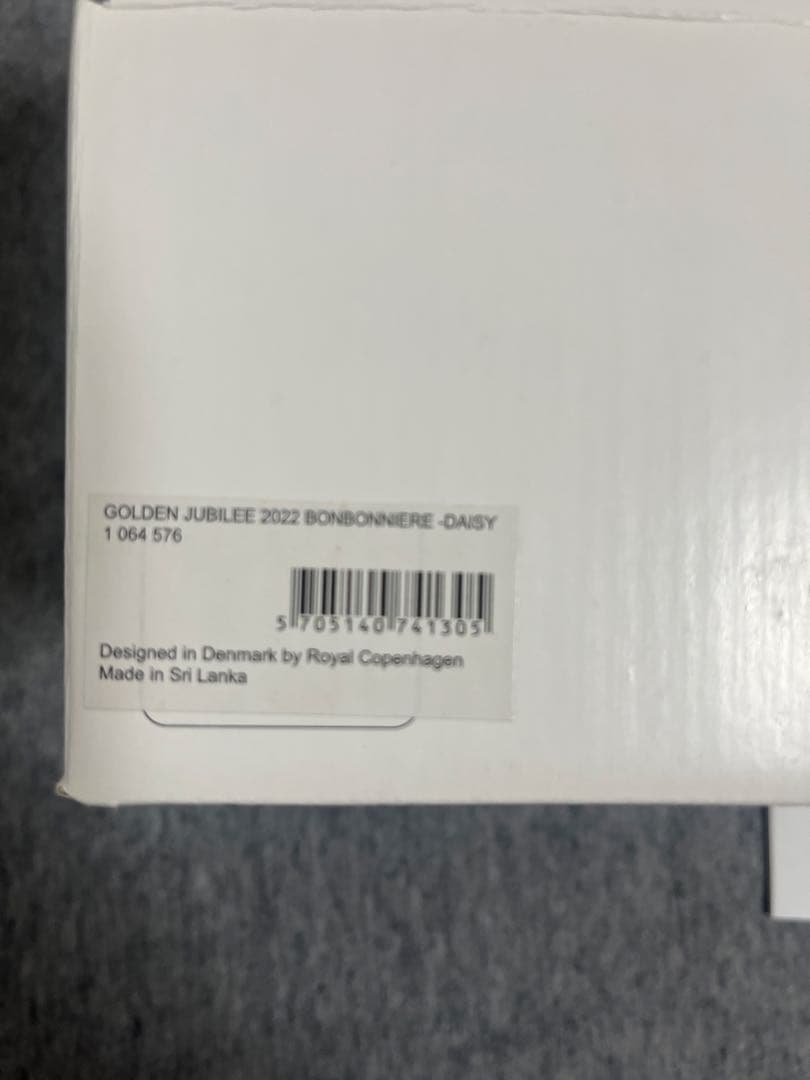 GOLDEN JUBILEE 2022 BONBONNIERE -DAISY
1 064 576
5 705140 741305
Designed in Denmark by Royal Copenhagen
Made in Sri Lanka